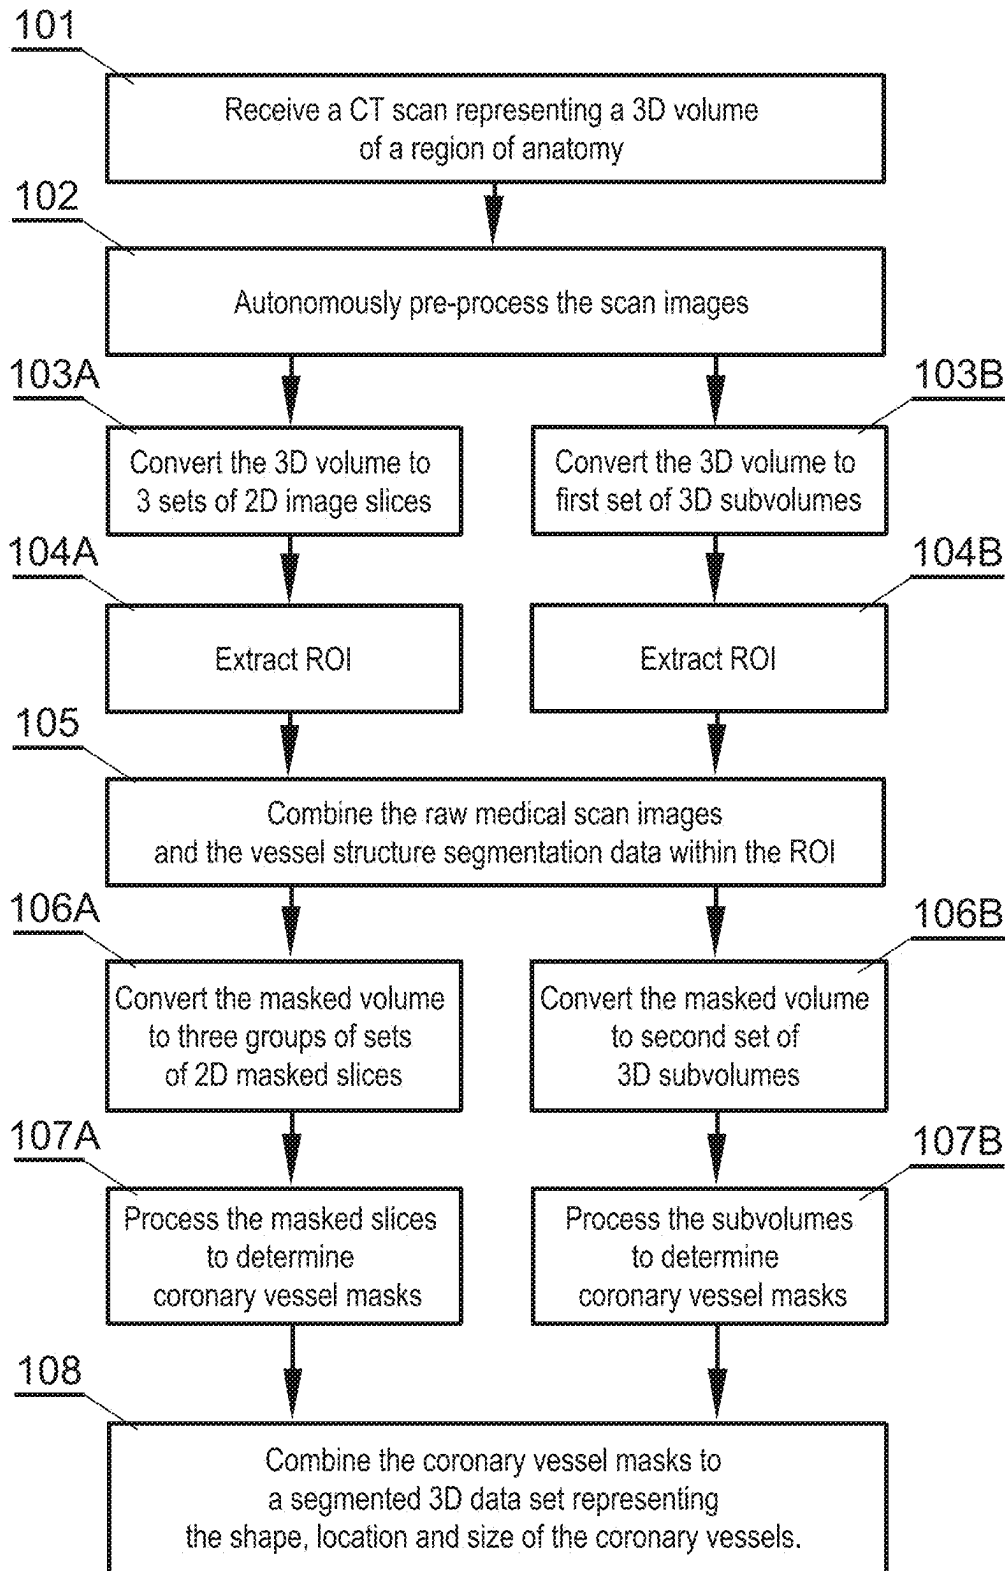 101
Receive a CT scan representing a 3D volume
of a region of anatomy
102
Autonomously pre-process the scan images
103A
103B
Convert the 3D volume to
3 sets of 2D image slices
Convert the 3D volume to
first set of 3D subvolumes
104A
104B
Extract ROI
Extract ROI
105
Combine the raw medical scan images
and the vessel structure segmentation data within the ROI
106A
106B
Convert the masked volume
to three groups of sets
of 2D masked slices
Convert the masked volume
to second set of
3D subvolumes
107A
107B
Process the masked slices
to determine
coronary vessel masks
Process the subvolumes
to determine
coronary vessel masks
108
Combine the coronary vessel masks to
a segmented 3D data set representing
the shape, location and size of the coronary vessels.